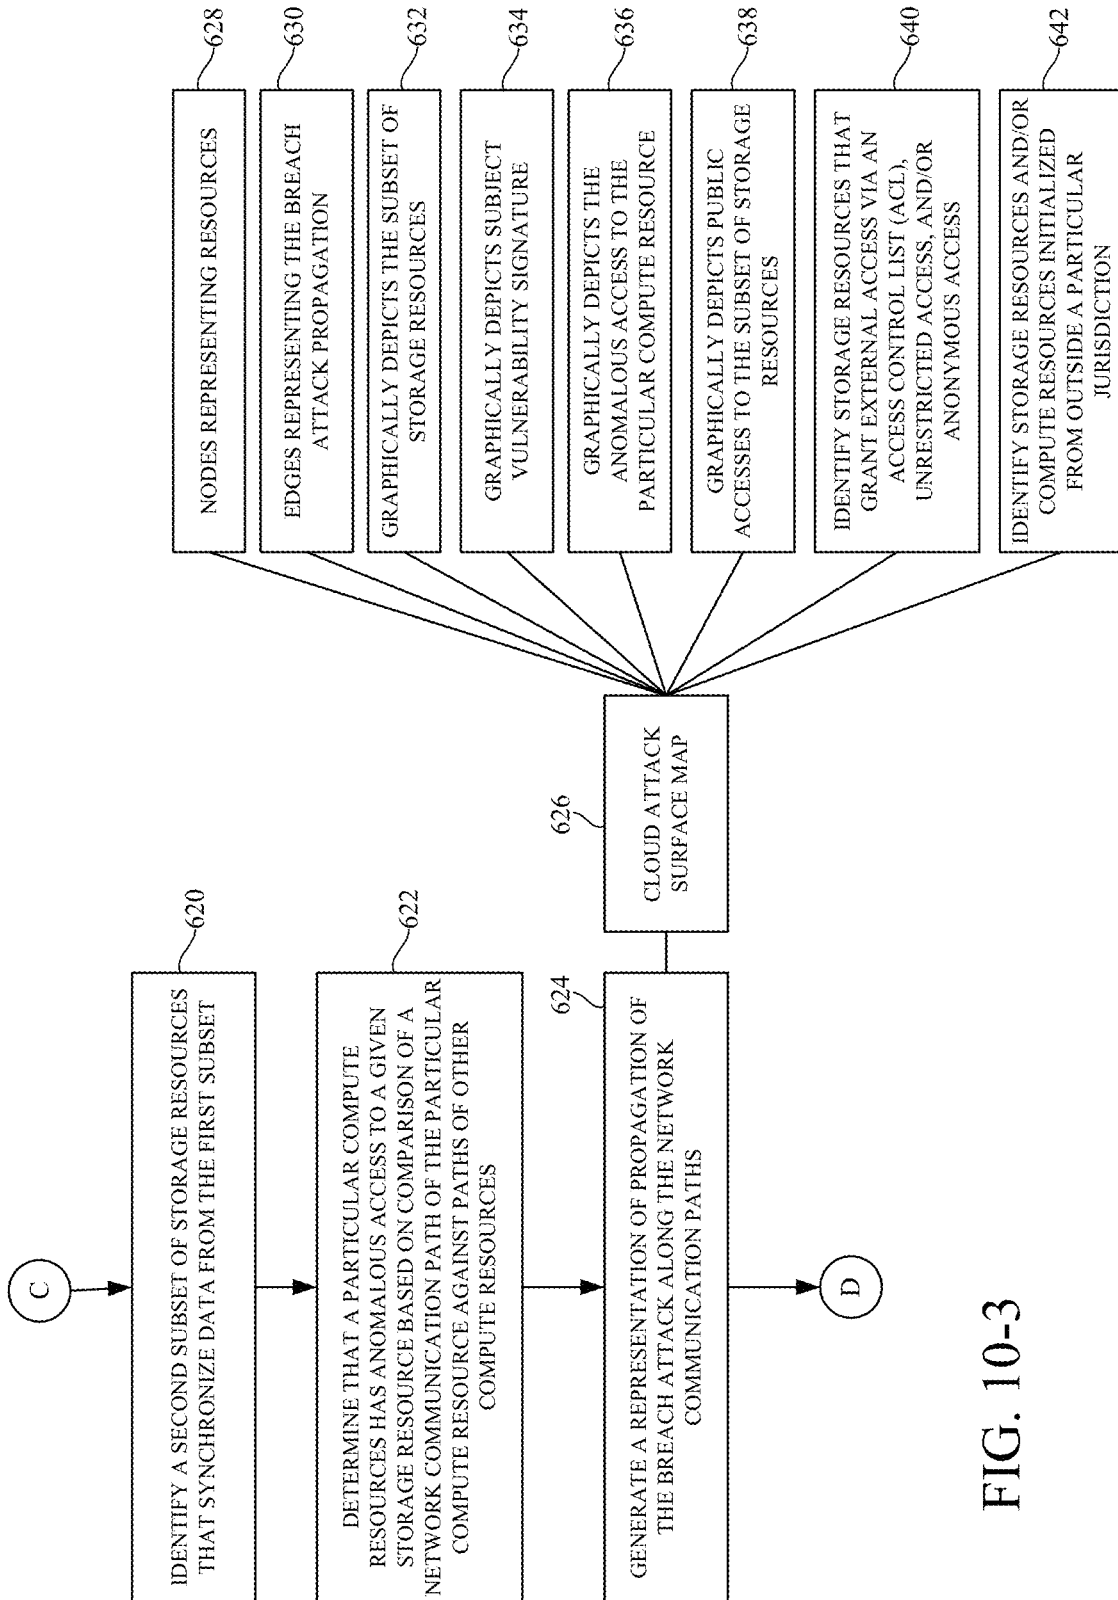 C
620
IDENTIFY A SECOND SUBSET OF STORAGE RESOURCES
THAT SYNCHRONIZE DATA FROM THE FIRST SUBSET
622
DETERMINE THAT A PARTICULAR COMPUTE
RESOURCES HAS ANOMALOUS ACCESS TO A GIVEN
STORAGE RESOURCE BASED ON COMPARISON OF A
NETWORK COMMUNICATION PATH OF THE PARTICULAR
COMPUTE RESOURCE AGAINST PATHS OF OTHER
COMPUTE RESOURCES
624
GENERATE A REPRESENTATION OF PROPAGATION OF
THE BREACH ATTACK ALONG THE NETWORK
COMMUNICATION PATHS
D
626
CLOUD ATTACK
SURFACE MAP
NODES REPRESENTING RESOURCES
628
EDGES REPRESENTING THE BREACH
ATTACK PROPAGATION
630
GRAPHICALLY DEPICTS THE SUBSET OF
STORAGE RESOURCES
632
GRAPHICALLY DEPICTS SUBJECT
VULNERABILITY SIGNATURE
634
GRAPHICALLY DEPICTS THE
ANOMALOUS ACCESS TO THE
PARTICULAR COMPUTE RESOURCE
636
GRAPHICALLY DEPICTS PUBLIC
ACCESSES TO THE SUBSET OF STORAGE
RESOURCES
638
IDENTIFY STORAGE RESOURCES THAT
GRANT EXTERNAL ACCESS VIA AN
ACCESS CONTROL LIST (ACL),
UNRESTRICTED ACCESS, AND/OR
ANONYMOUS ACCESS
640
IDENTIFY STORAGE RESOURCES AND/OR
COMPUTE RESOURCES INITIALIZED
FROM OUTSIDE A PARTICULAR
JURISDICTION
642
FIG. 10-3